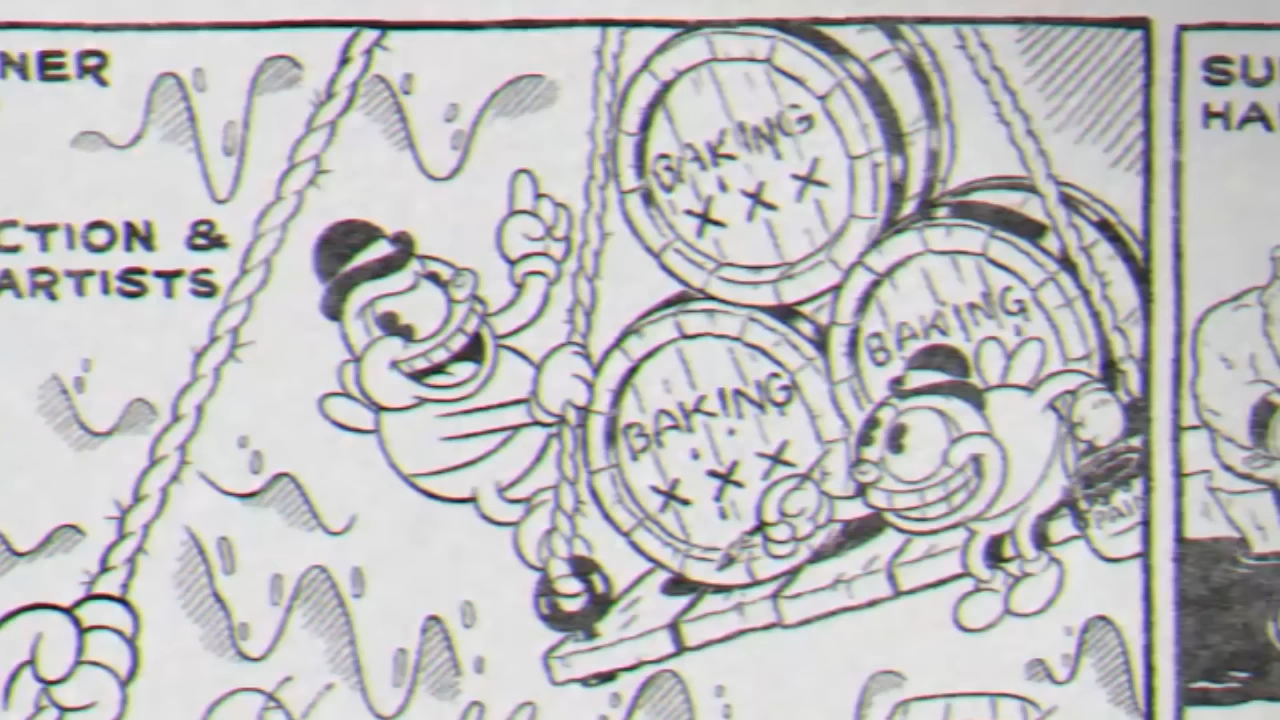 NER
CTION &
ARTISTS
BAKING
XXX
BAKING
BAKING
XXX
SU
HA